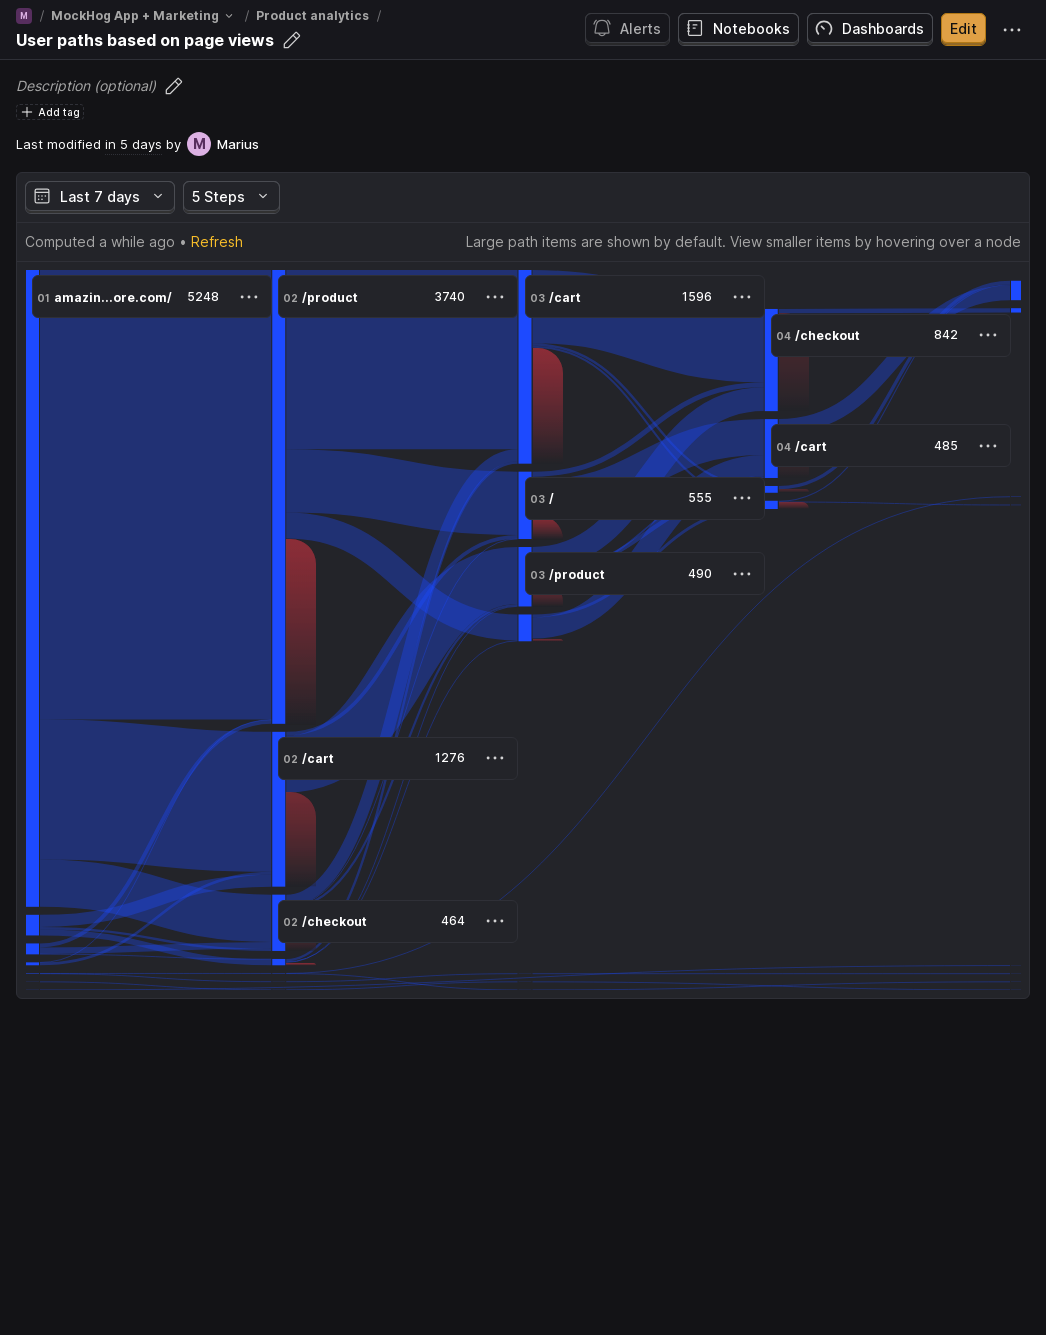 M / MockHog App + Marketing / Product analytics /
User paths based on page views
Alerts Notebooks Dashboards Edit
Description (optional)
Add tag
Last modified in 5 days by M Marius
Last 7 days 5 Steps
Computed a while ago • Refresh Large path items are shown by default. View smaller items by hovering over a node
01 amazin...ore.com/ 5248
02 /product 3740
03 /cart 1596
04 /checkout 842
04 /cart 485
03 / 555
03 /product 490
02 /cart 1276
02 /checkout 464